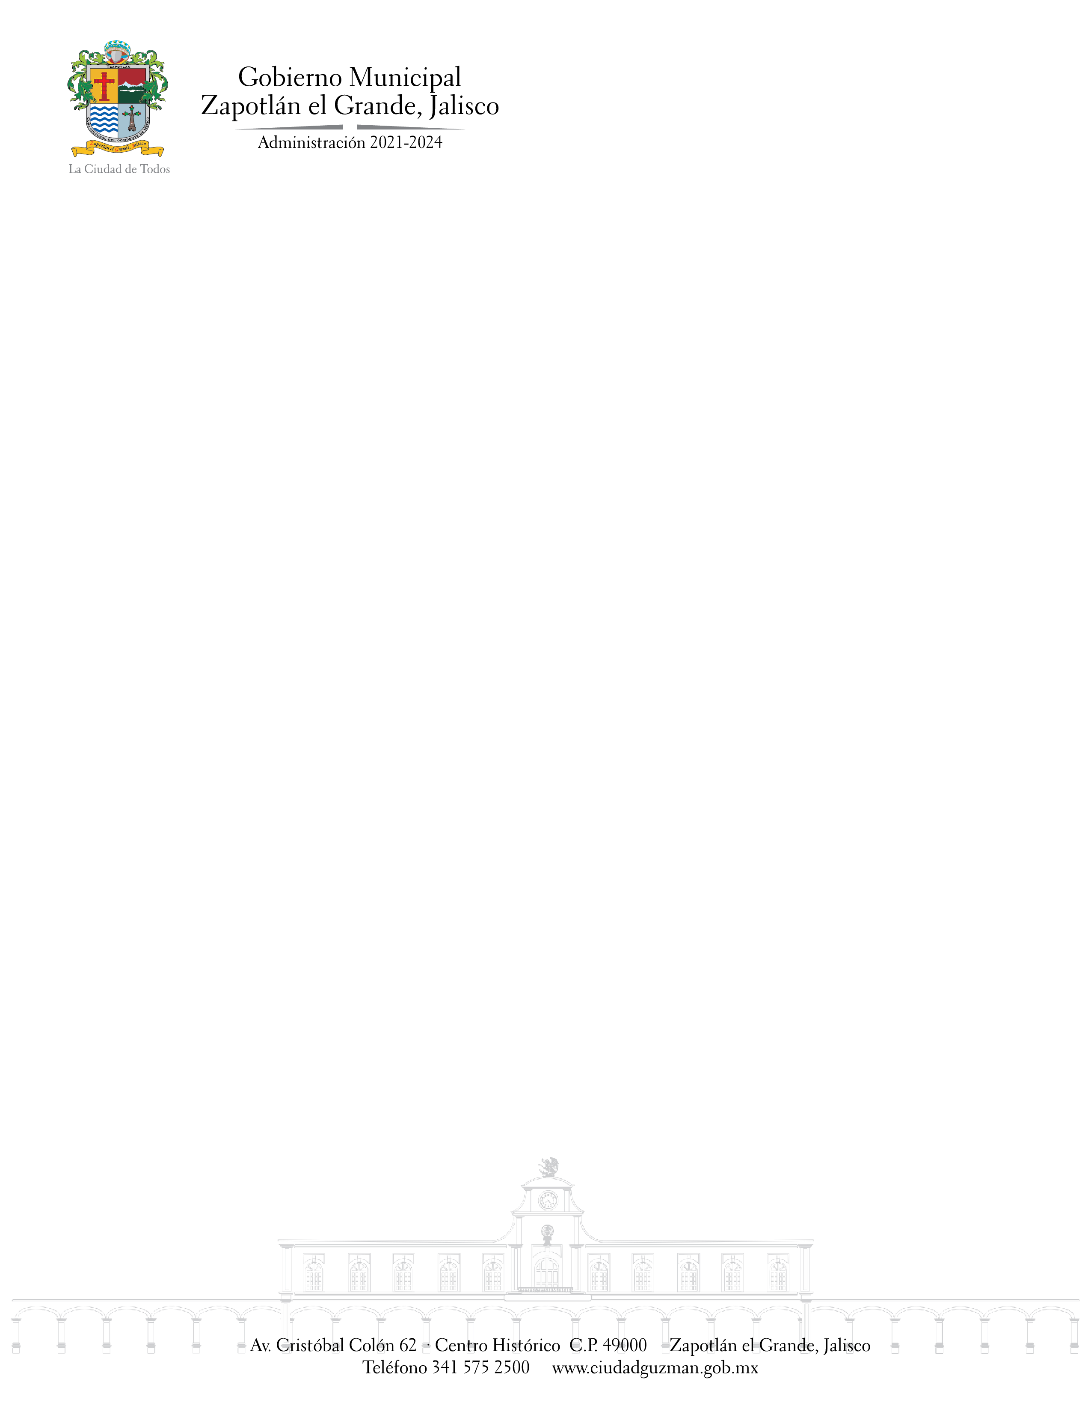 La Ciudad de Todos
Gobierno Municipal
Zapotlán el Grande, Jalisco
Administración 2021-2024
Av. Cristóbal Colón 62 · Centro Histórico C.P. 49000 Zapotlán el Grande, Jalisco
Teléfono 341 575 2500 www.ciudadguzman.gob.mx